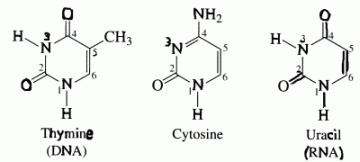 O
4
H
N 3
CH₃
5
2
6
O
1 N
H
Thymine
(DNA)
NH₂
4
3 N
5
2
6
O
1 N
H
Cytosine
O
4
H
N 3
5
2
6
O
1 N
H
Uracil
(RNA)